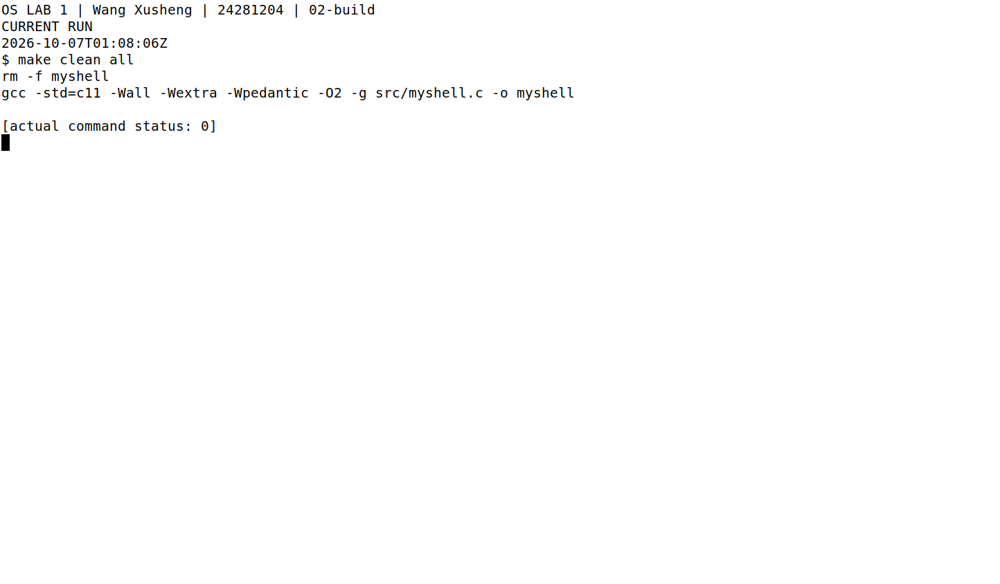 OS LAB 1 | Wang Xusheng | 24281204 | 02-build
CURRENT RUN
2026-10-07T01:08:06Z
$ make clean all
rm -f myshell
gcc -std=c11 -Wall -Wextra -Wpedantic -O2 -g src/myshell.c -o myshell
[actual command status: 0]